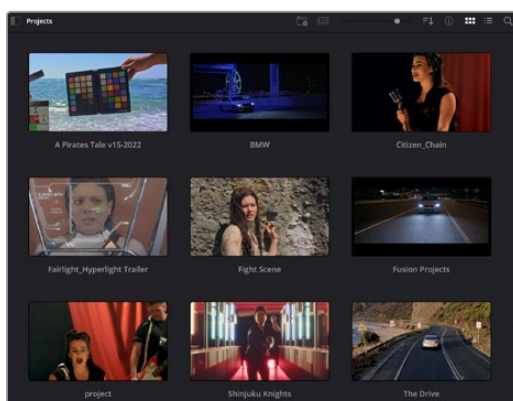 Projects
A Pirates Tale v15-2022
BMW
Citizen_Chain
Fairlight_Hyperlight Trailer
Fight Scene
Fusion Projects
project
Shinjuku Knights
The Drive